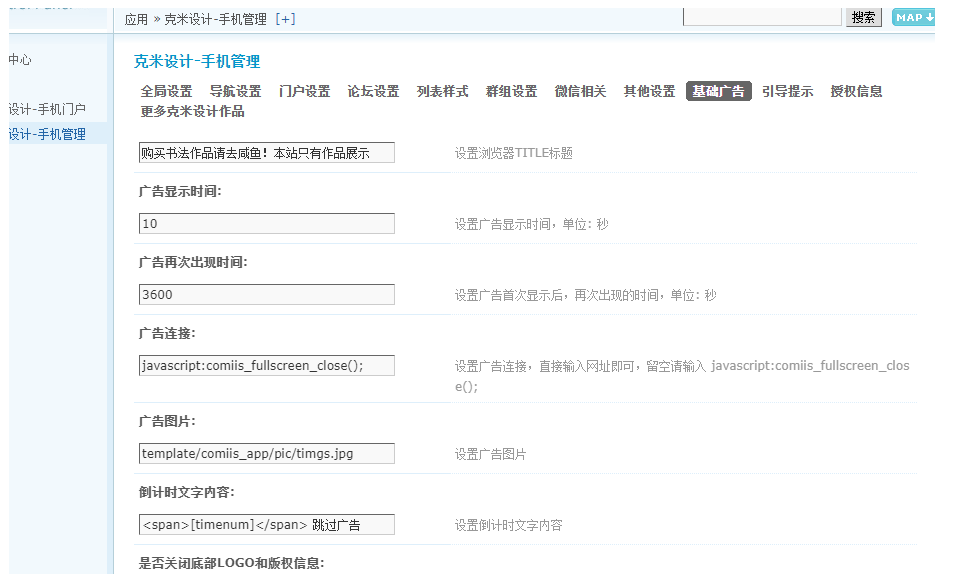 应用 » 克米设计-手机管理 [+]
搜索
MAP
中心
设计-手机门户
设计-手机管理
克米设计-手机管理
全局设置 导航设置 门户设置 论坛设置 列表样式 群组设置 微信相关 其他设置 基础广告 引导提示 授权信息
更多克米设计作品
购买书法作品请去咸鱼！本站只有作品展示
设置浏览器TITLE标题
广告显示时间:
10
设置广告显示时间，单位：秒
广告再次出现时间:
3600
设置广告首次显示后，再次出现的时间，单位：秒
广告连接:
javascript:comiis_fullscreen_close();
设置广告连接，直接输入网址即可，留空请输入 javascript:comiis_fullscreen_clos
e();
广告图片:
template/comiis_app/pic/timgs.jpg
设置广告图片
倒计时文字内容:
<span>[timenum]</span> 跳过广告
设置倒计时文字内容
是否关闭底部LOGO和版权信息: